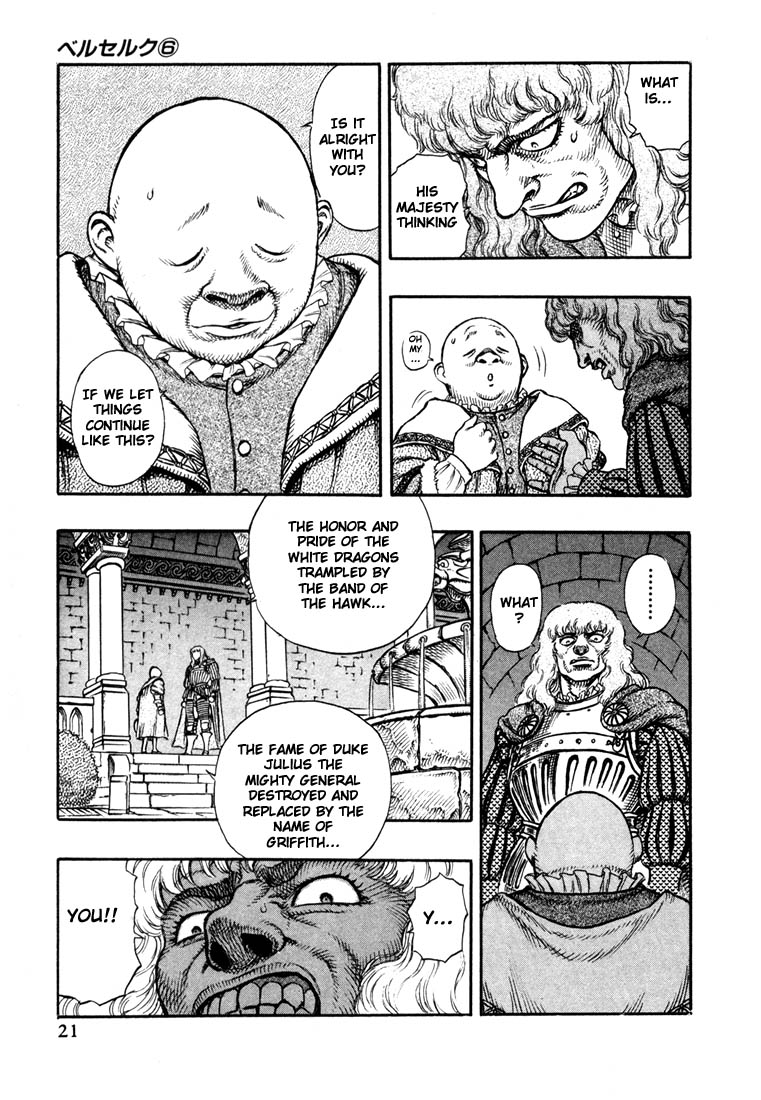 ベルセルク⑥
WHAT
IS...
HIS
MAJESTY
THINKING
OH
MY
...
IS IT
ALRIGHT
WITH
YOU?
IF WE LET
THINGS
CONTINUE
LIKE THIS?
.........
WHAT
?
THE HONOR AND
PRIDE OF THE
WHITE DRAGONS
TRAMPLED BY
THE BAND OF
THE HAWK...
THE FAME OF DUKE
JULIUS THE
MIGHTY GENERAL
DESTROYED AND
REPLACED BY THE
NAME OF
GRIFFITH...
Y...
YOU!!
21